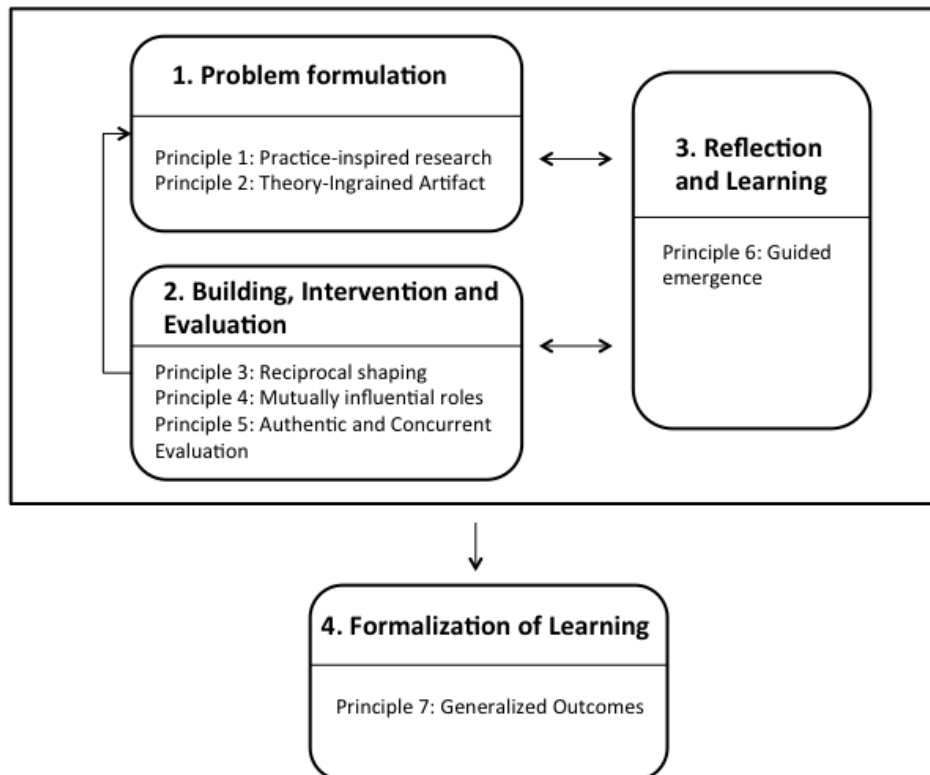 1. Problem formulation
Principle 1: Practice-inspired research
Principle 2: Theory-Ingrained Artifact
2. Building, Intervention and
Evaluation
Principle 3: Reciprocal shaping
Principle 4: Mutually influential roles
Principle 5: Authentic and Concurrent
Evaluation
3. Reflection
and Learning
Principle 6: Guided
emergence
4. Formalization of Learning
Principle 7: Generalized Outcomes